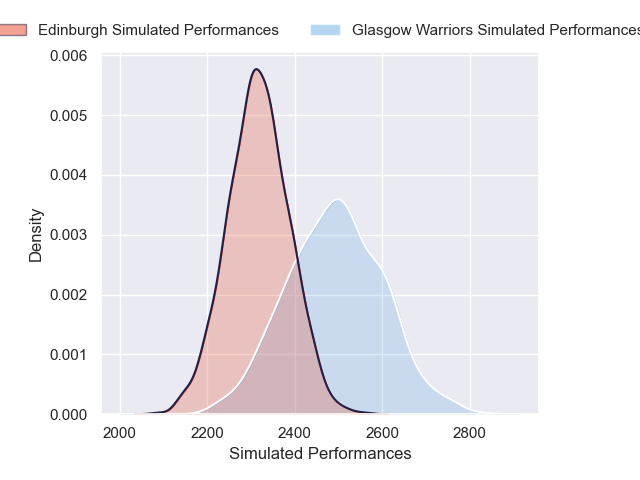 Edinburgh Simulated Performances Glasgow Warriors Simulated Performances
0.006
0.005
0.004
0.003
0.002
0.001
0.000
Density
2000 2200 2400 2600 2800
Simulated Performances